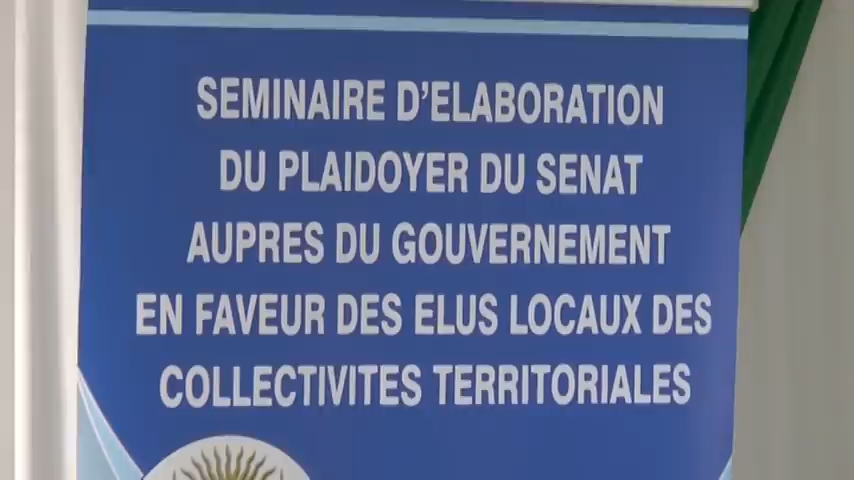 SEMINAIRE D'ELABORATION
DU PLAIDOYER DU SENAT
AUPRES DU GOUVERNEMENT
EN FAVEUR DES ELUS LOCAUX DES
COLLECTIVITES TERRITORIALES